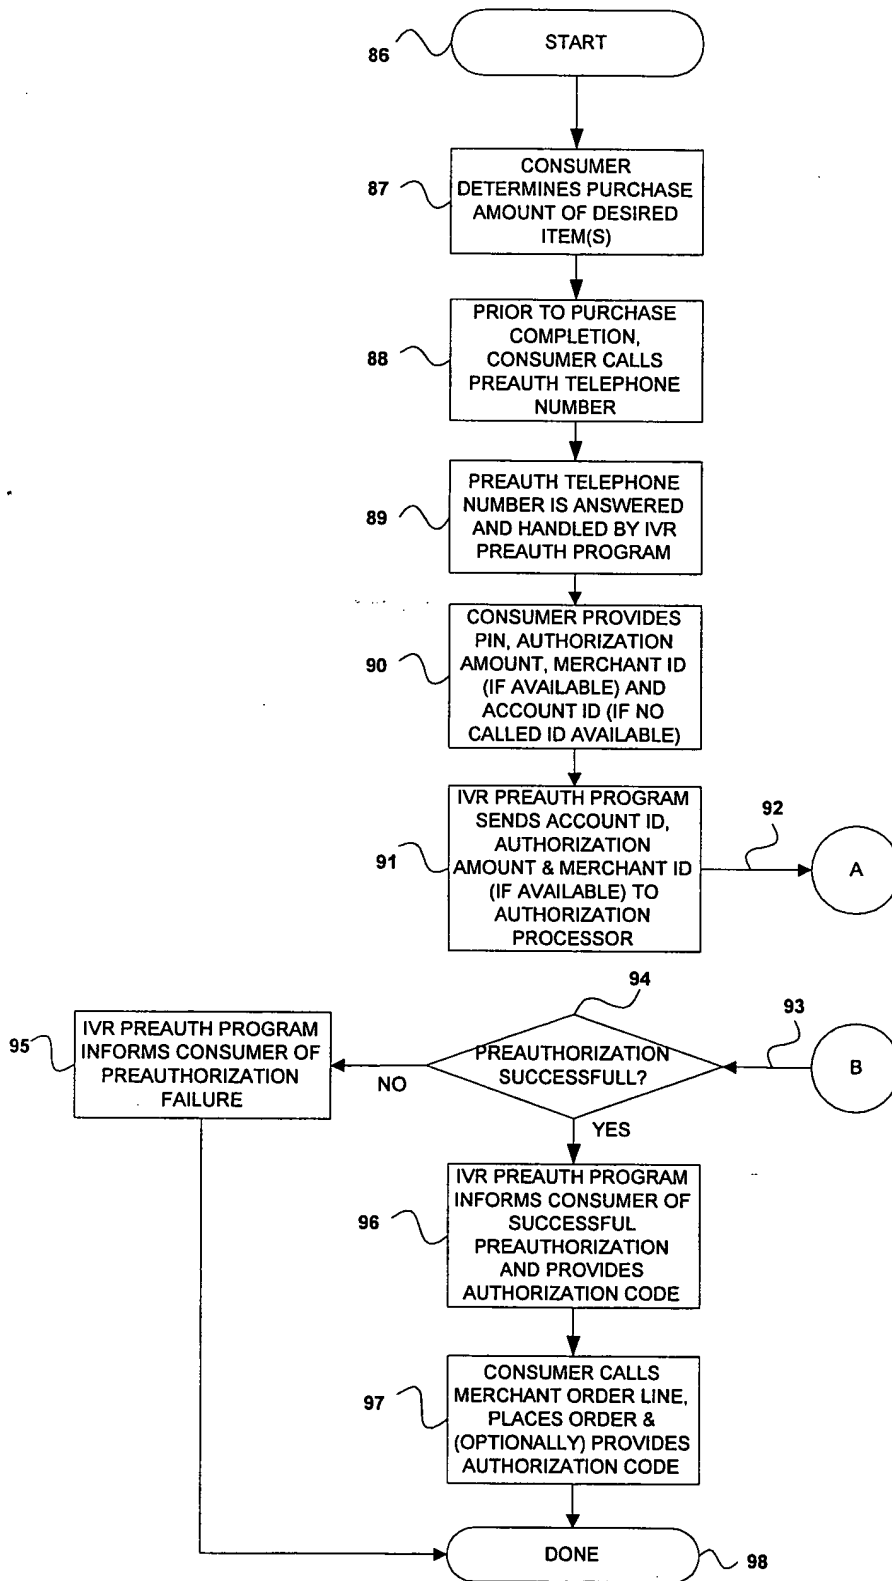 86
START
87
CONSUMER
DETERMINES PURCHASE
AMOUNT OF DESIRED
ITEM(S)
88
PRIOR TO PURCHASE
COMPLETION,
CONSUMER CALLS
PREAUTH TELEPHONE
NUMBER
89
PREAUTH TELEPHONE
NUMBER IS ANSWERED
AND HANDLED BY IVR
PREAUTH PROGRAM
90
CONSUMER PROVIDES
PIN, AUTHORIZATION
AMOUNT, MERCHANT ID
(IF AVAILABLE) AND
ACCOUNT ID (IF NO
CALLED ID AVAILABLE)
91
IVR PREAUTH PROGRAM
SENDS ACCOUNT ID,
AUTHORIZATION
AMOUNT & MERCHANT ID
(IF AVAILABLE) TO
AUTHORIZATION
PROCESSOR
92
A
94
93
B
PREAUTHORIZATION
SUCCESSFULL?
NO
YES
95
IVR PREAUTH PROGRAM
INFORMS CONSUMER OF
PREAUTHORIZATION
FAILURE
96
IVR PREAUTH PROGRAM
INFORMS CONSUMER OF
SUCCESSFUL
PREAUTHORIZATION
AND PROVIDES
AUTHORIZATION CODE
97
CONSUMER CALLS
MERCHANT ORDER LINE,
PLACES ORDER &
(OPTIONALLY) PROVIDES
AUTHORIZATION CODE
DONE
98